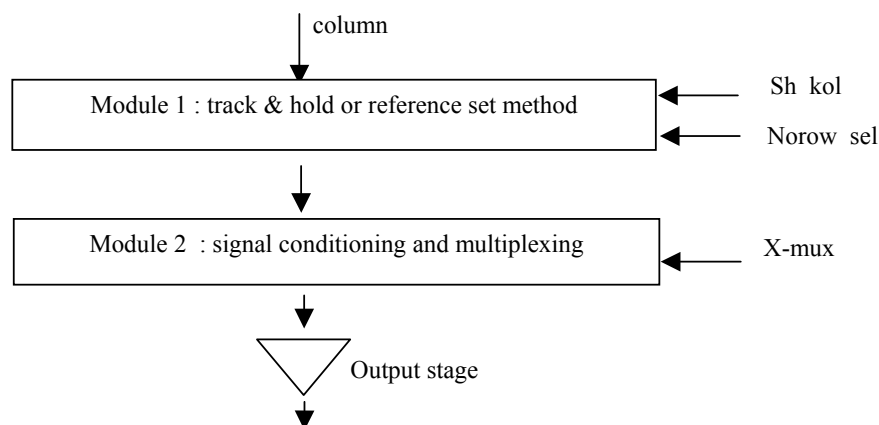 column
Module 1 : track & hold or reference set method
Sh kol
Norow sel
Module 2 : signal conditioning and multiplexing
X-mux
Output stage